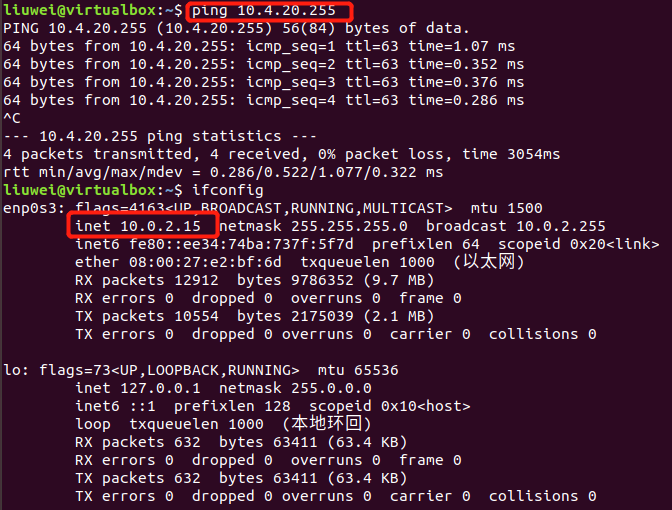 liuwei@virtualbox:~$ ping 10.4.20.255
PING 10.4.20.255 (10.4.20.255) 56(84) bytes of data.
64 bytes from 10.4.20.255: icmp_seq=1 ttl=63 time=1.07 ms
64 bytes from 10.4.20.255: icmp_seq=2 ttl=63 time=0.352 ms
64 bytes from 10.4.20.255: icmp_seq=3 ttl=63 time=0.376 ms
64 bytes from 10.4.20.255: icmp_seq=4 ttl=63 time=0.286 ms
^C
--- 10.4.20.255 ping statistics ---
4 packets transmitted, 4 received, 0% packet loss, time 3054ms
rtt min/avg/max/mdev = 0.286/0.522/1.077/0.322 ms
liuwei@virtualbox:~$ ifconfig
enp0s3: flags=4163<UP,BROADCAST,RUNNING,MULTICAST>  mtu 1500
        inet 10.0.2.15  netmask 255.255.255.0  broadcast 10.0.2.255
        inet6 fe80::ee34:74ba:737f:5f7d  prefixlen 64  scopeid 0x20<link>
        ether 08:00:27:e2:bf:6d  txqueuelen 1000  (以太网)
        RX packets 12912  bytes 9786352 (9.7 MB)
        RX errors 0  dropped 0  overruns 0  frame 0
        TX packets 10554  bytes 2175039 (2.1 MB)
        TX errors 0  dropped 0 overruns 0  carrier 0  collisions 0

lo: flags=73<UP,LOOPBACK,RUNNING>  mtu 65536
        inet 127.0.0.1  netmask 255.0.0.0
        inet6 ::1  prefixlen 128  scopeid 0x10<host>
        loop  txqueuelen 1000  (本地环回)
        RX packets 632  bytes 63411 (63.4 KB)
        RX errors 0  dropped 0  overruns 0  frame 0
        TX packets 632  bytes 63411 (63.4 KB)
        TX errors 0  dropped 0 overruns 0  carrier 0  collisions 0